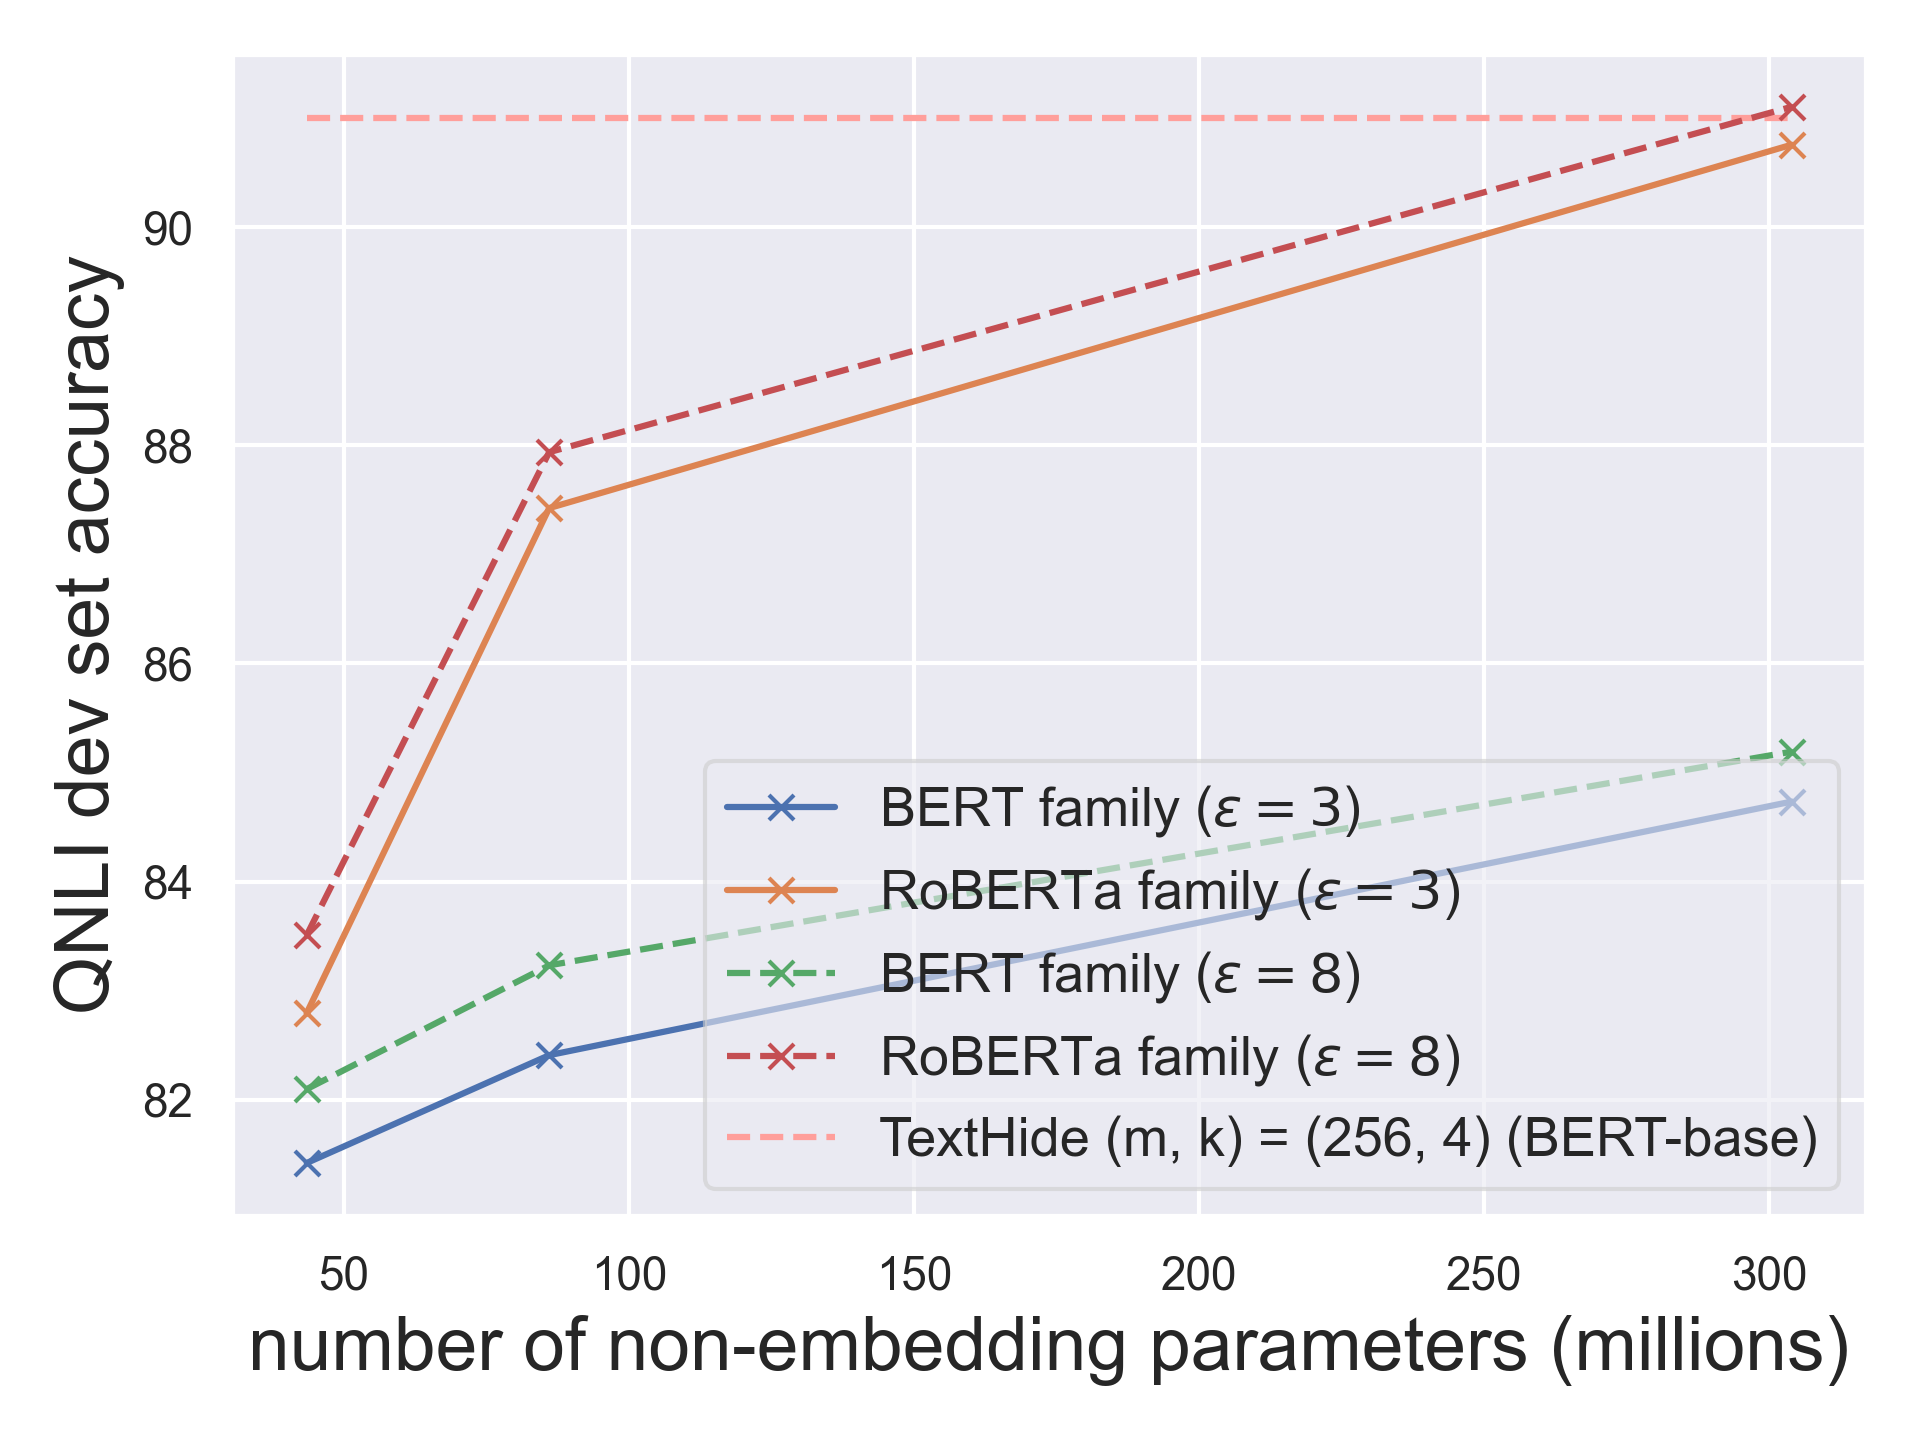 QNLI dev set accuracy
90
88
86
84
82
BERT family (ε = 3)
RoBERTa family (ε = 3)
BERT family (ε = 8)
RoBERTa family (ε = 8)
TextHide (m, k) = (256, 4) (BERT-base)
50 100 150 200 250 300
number of non-embedding parameters (millions)